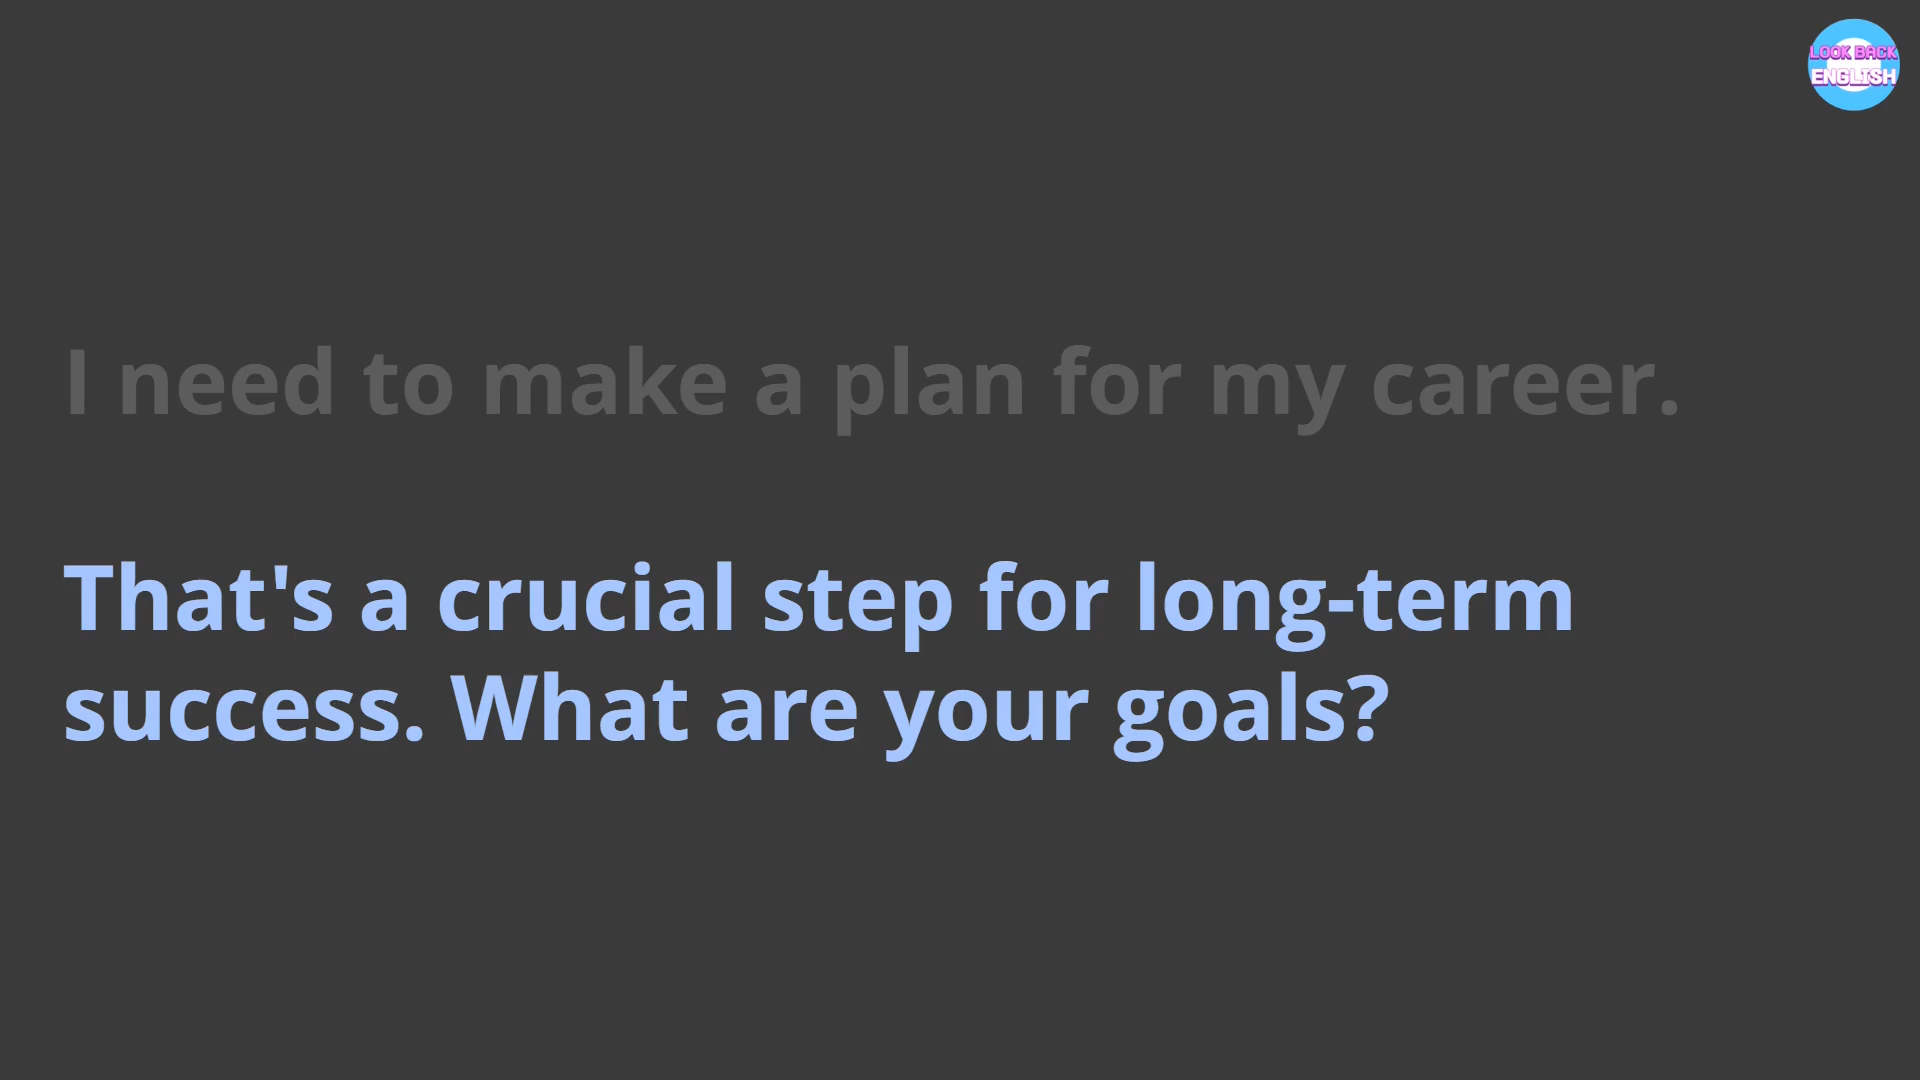 LOOK BACK
ENGLISH
I need to make a plan for my career.
That's a crucial step for long-term
success. What are your goals?